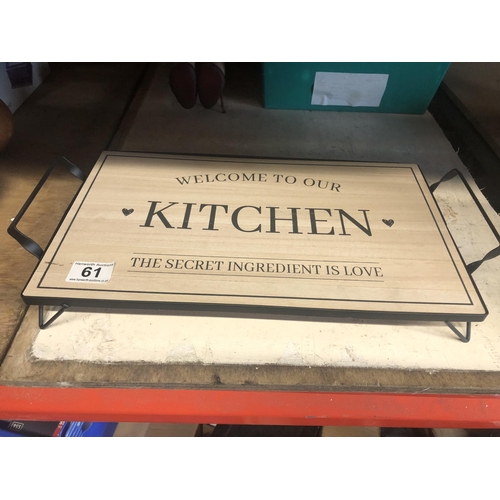 WELCOME TO OUR
KITCHEN
THE SECRET INGREDIENT IS LOVE
61